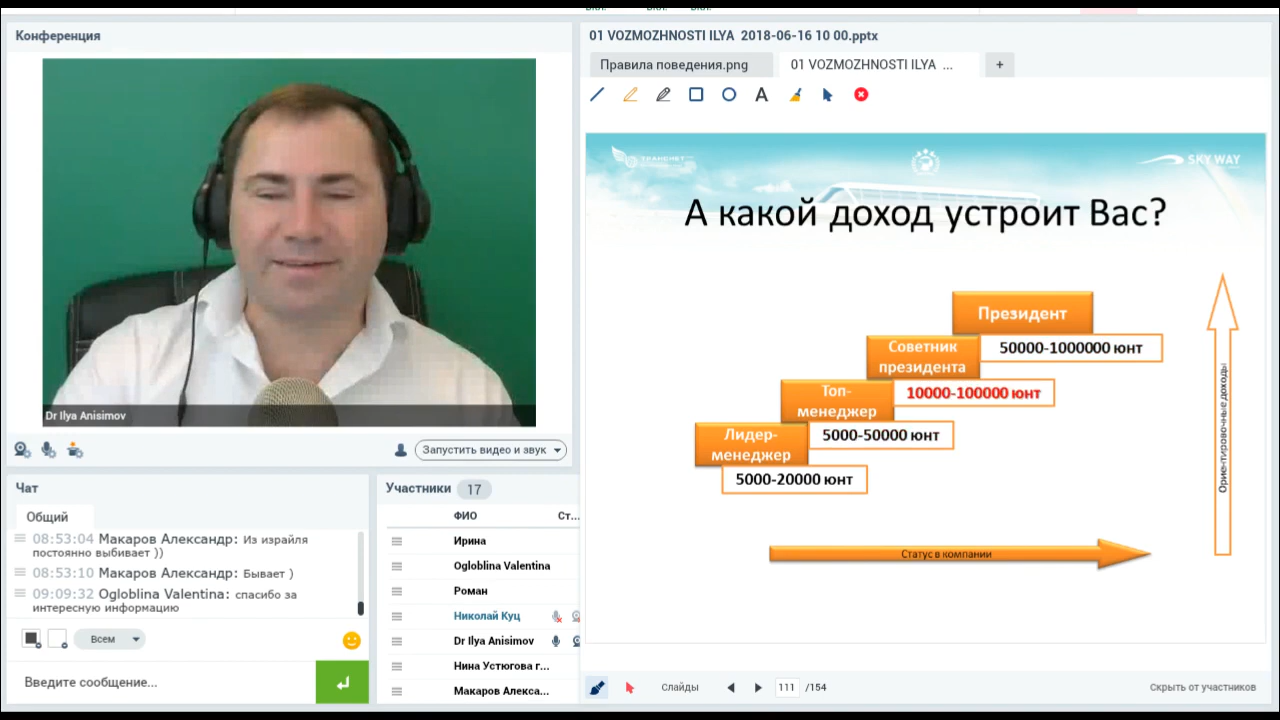 Конференция
Dr Ilya Anisimov
Запустить видео и звук
Чат
Общий
08:53:04 Макаров Александр: Из израйля
постоянно выбивает ))
08:53:10 Макаров Александр: Бывает )
09:09:32 Ogloblina Valentina: спасибо за
интересную информацию
Всем
Введите сообщение...
Участники 17
ФИО Ст...
Ирина
Ogloblina Valentina
Роман
Николай Куц
Dr Ilya Anisimov
Нина Устюгова г...
Макаров Алекса...
01 VOZMOZHNOSTI ILYA 2018-06-16 10 00.pptx
Правила поведения.png
01 VOZMOZHNOSTI ILYA ...
+
A
ТРАНСНЕТ
SKY WAY
А какой доход устроит Вас?
Президент
50000-1000000 юнт
Советник
президента
10000-100000 юнт
Топ-
менеджер
5000-50000 юнт
Лидер-
менеджер
5000-20000 юнт
Ориентировочные доходы
Статус в компании
Слайды
111 /154
Скрыть от участников